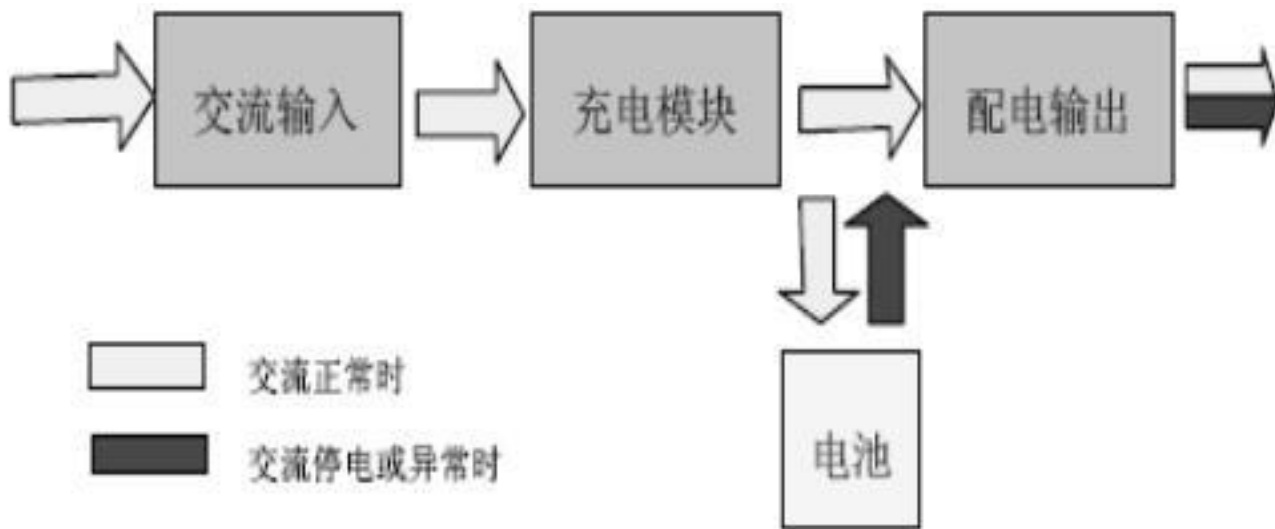 交流输入
充电模块
配电输出
交流正常时
交流停电或异常时
电池